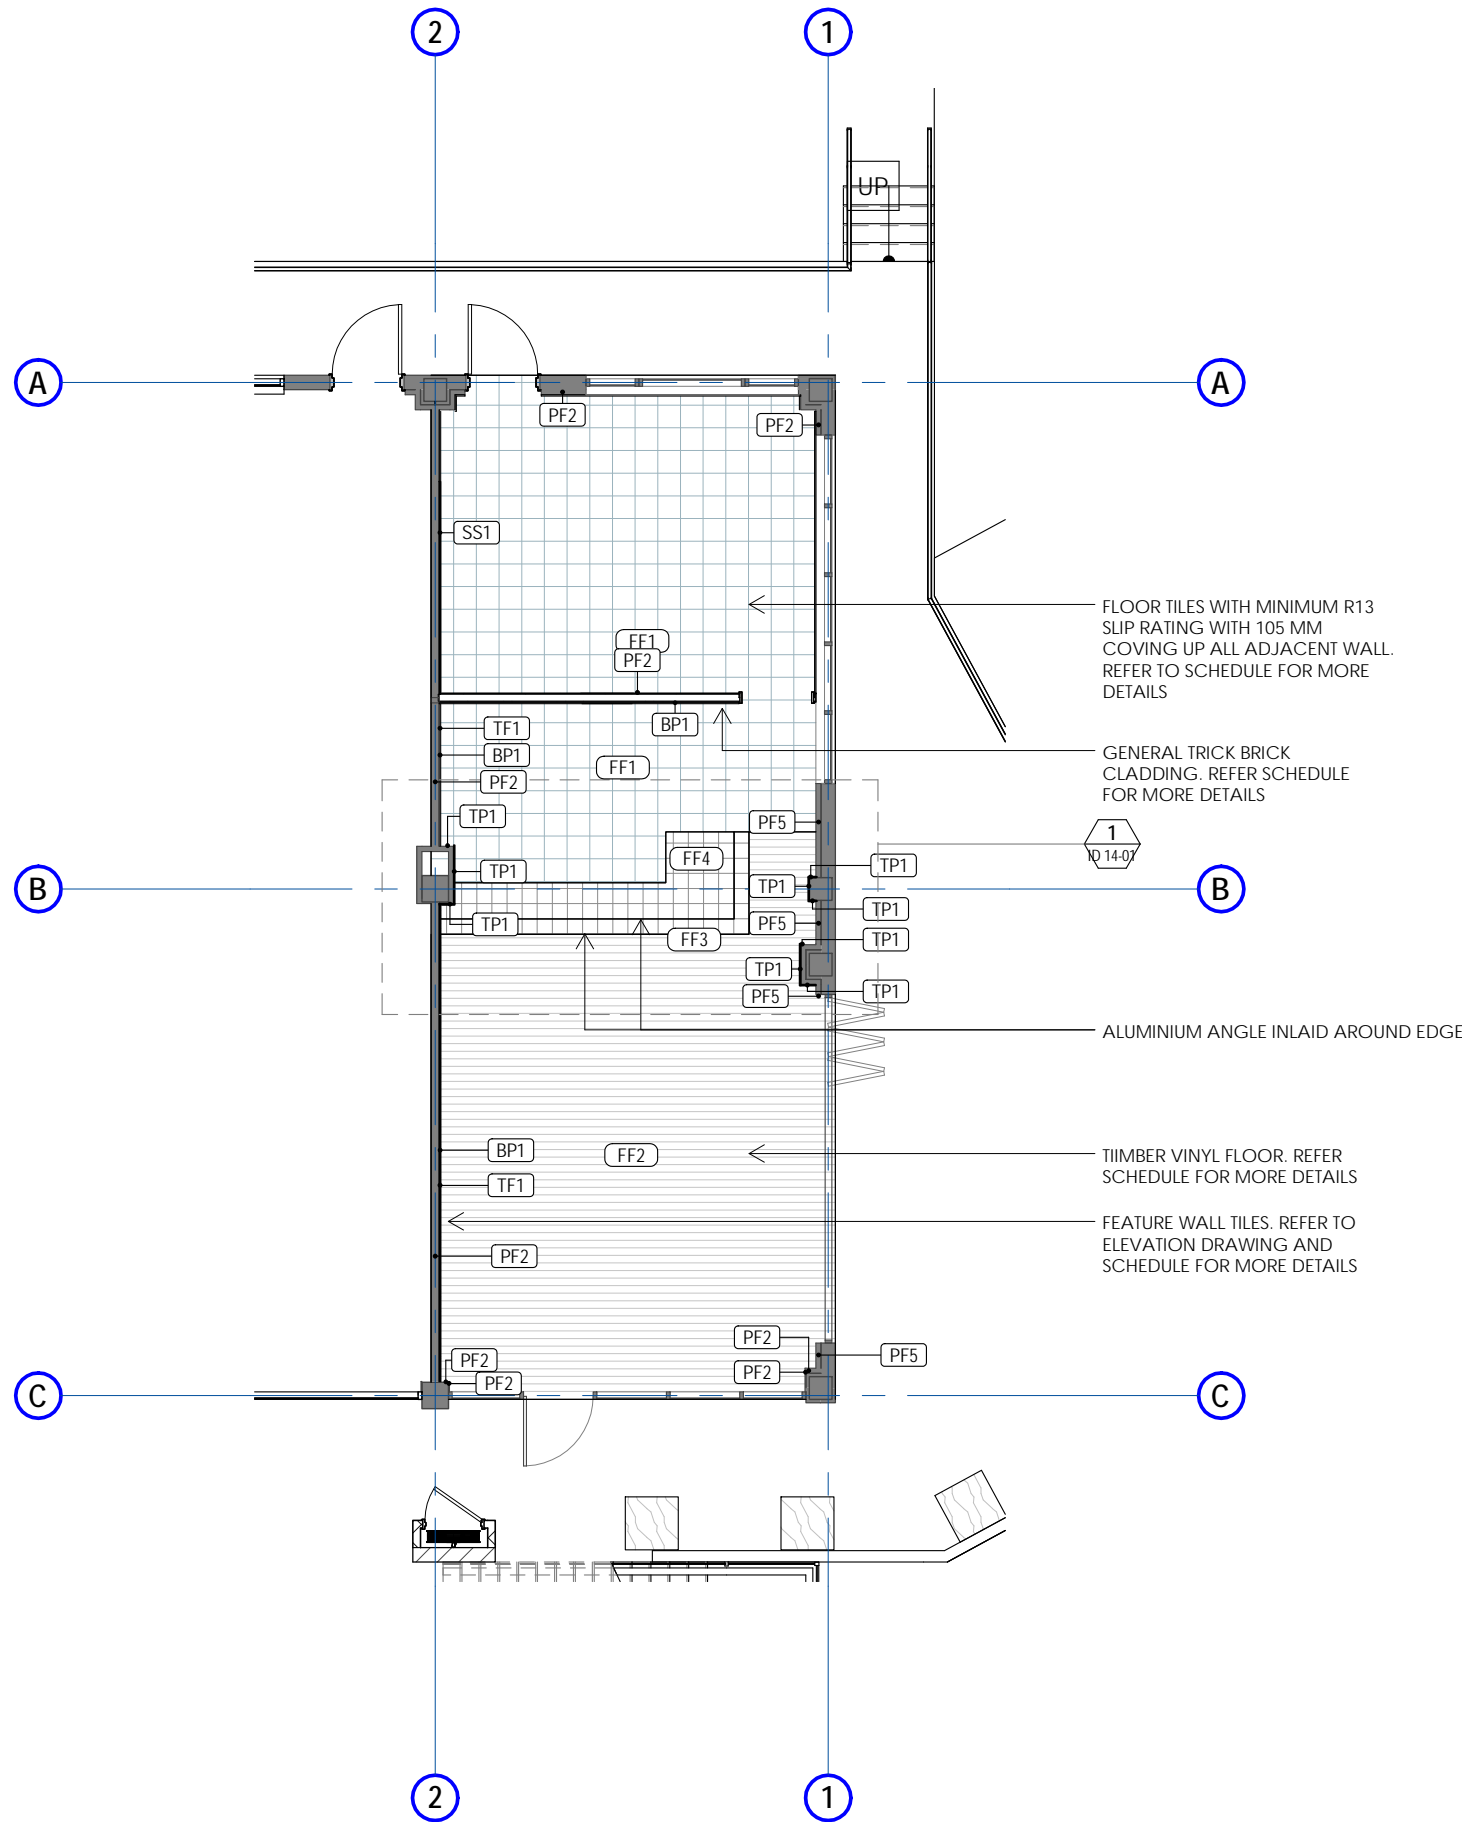 2
1
UP
A
A
PF2
PF2
SS1
FLOOR TILES WITH MINIMUM R13
SLIP RATING WITH 105 MM
COVING UP ALL ADJACENT WALL.
REFER TO SCHEDULE FOR MORE
DETAILS
FF1
PF2
BP1
TF1
BP1
FF1
PF2
GENERAL TRICK BRICK
CLADDING. REFER SCHEDULE
FOR MORE DETAILS
TP1
PF5
1
ID 14-01
FF4
TP1
TP1
TP1
B
B
TP1
TP1
PF5
FF3
TP1
TP1
TP1
PF5
ALUMINIUM ANGLE INLAID AROUND EDGE
BP1
FF2
TIIMBER VINYL FLOOR. REFER
SCHEDULE FOR MORE DETAILS
TF1
FEATURE WALL TILES. REFER TO
ELEVATION DRAWING AND
SCHEDULE FOR MORE DETAILS
PF2
PF2
PF5
PF2
PF2
PF2
C
C
2
1